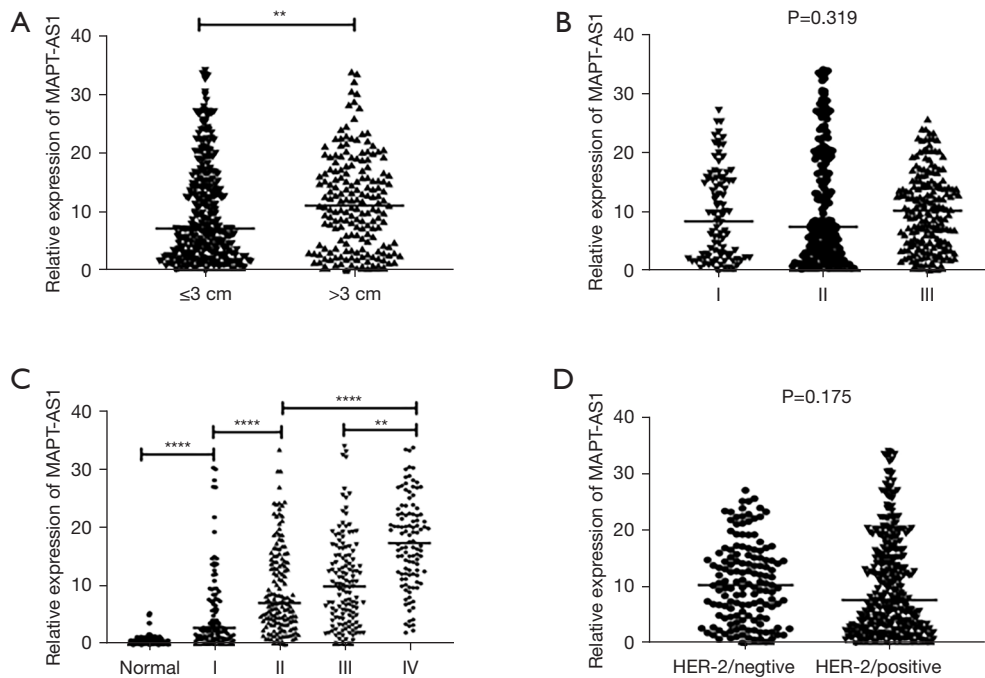 A
**
Relative expression of MAPT-AS1
40
30
20
10
0
≤3 cm
>3 cm
B
P=0.319
Relative expression of MAPT-AS1
40
30
20
10
0
I
II
III
C
****
****
****
**
Relative expression of MAPT-AS1
40
30
20
10
0
Normal
I
II
III
IV
D
P=0.175
Relative expression of MAPT-AS1
40
30
20
10
0
HER-2/negtive
HER-2/positive